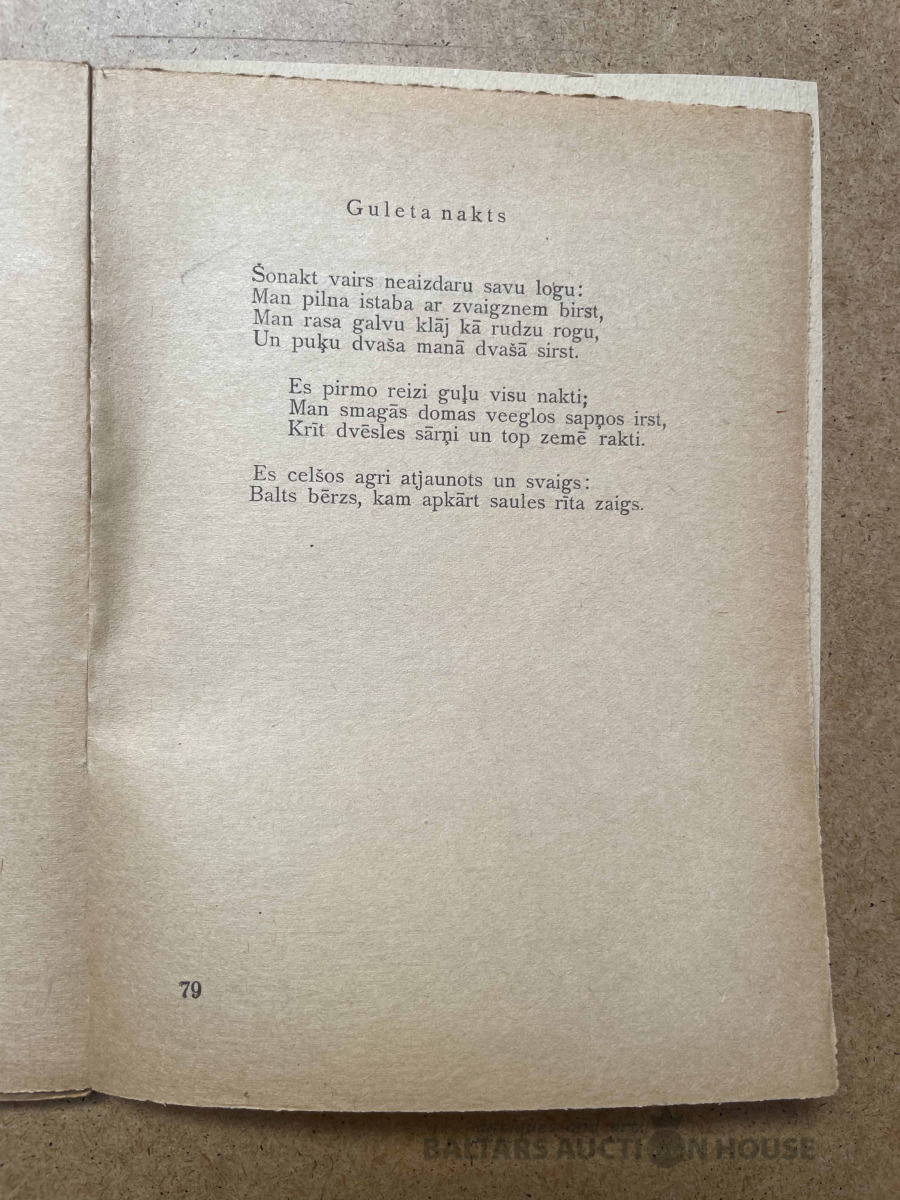 Guleta nakts
Šonakt vairs neaizdaru savu logu:
Man pilna istaba ar zvaigznem birst,
Man rasa galvu klāj kā rudzu rogu,
Un puķu dvaša manā dvašā sirst.
Es pirmo reizi guļu visu nakti;
Man smagās domas veeglos sapņos irst,
Krīt dvēsles sārņi un top zemē rakti.
Es celšos agri atjaunots un svaigs:
Balts bērzs, kam apkārt saules rīta zaigs.
79
BALTARS AUCTION HOUSE